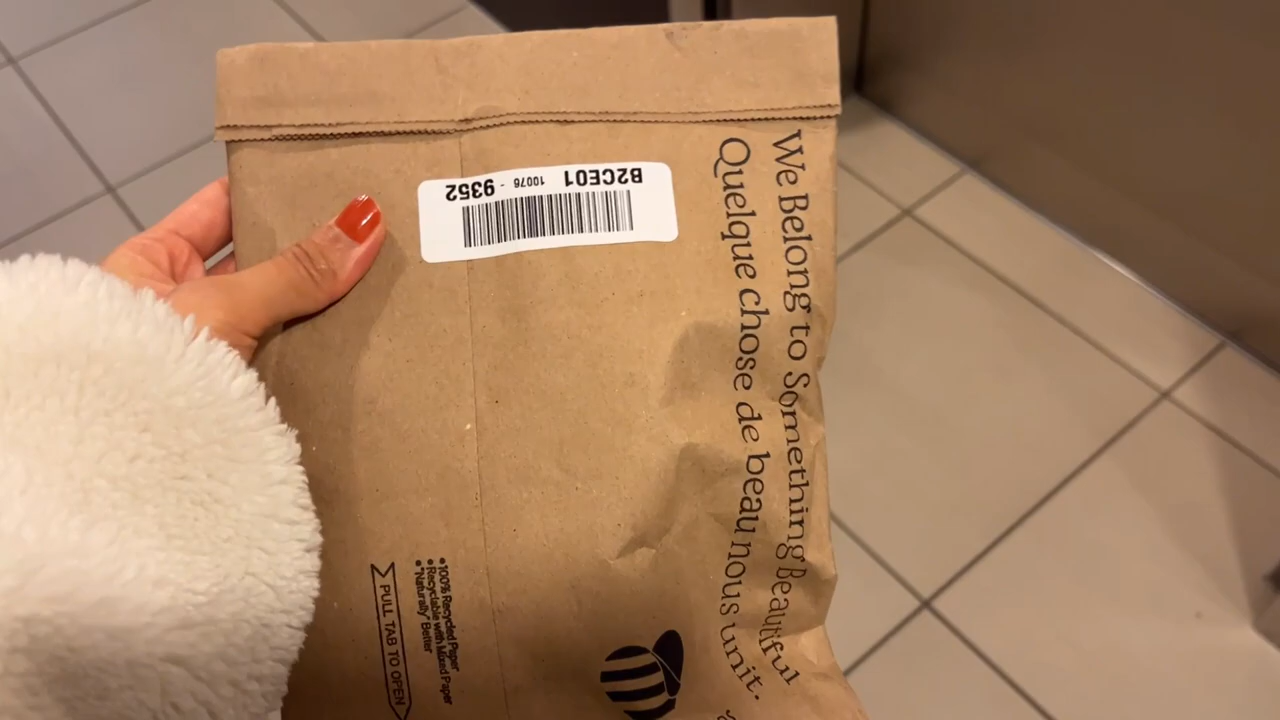 B2CE01 10076 - 9352
We Belong to Something Beautiful
Quelque chose de beau nous unit.
•100% Recycled Paper
•Recyclable with Mixed Paper
•"Naturally" Better
PULL TAB TO OPEN